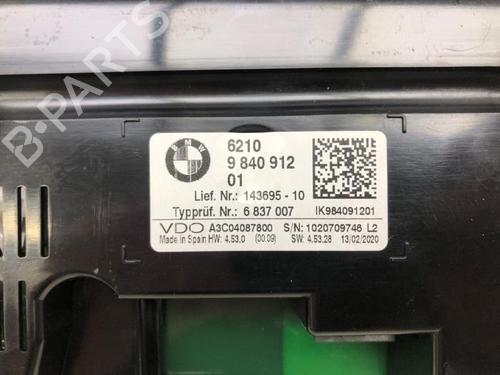 B-PARTS
BMW
6210
9 840 912
01
Lief. Nr.: 143695 - 10
Typprüf. Nr.: 6 837 007
IK984091201
VDO A3C04087800 S/N: 1020709746 L2
Made in Spain HW: 4.53.0 (00.09) SW: 4.53.28 13/02/2020